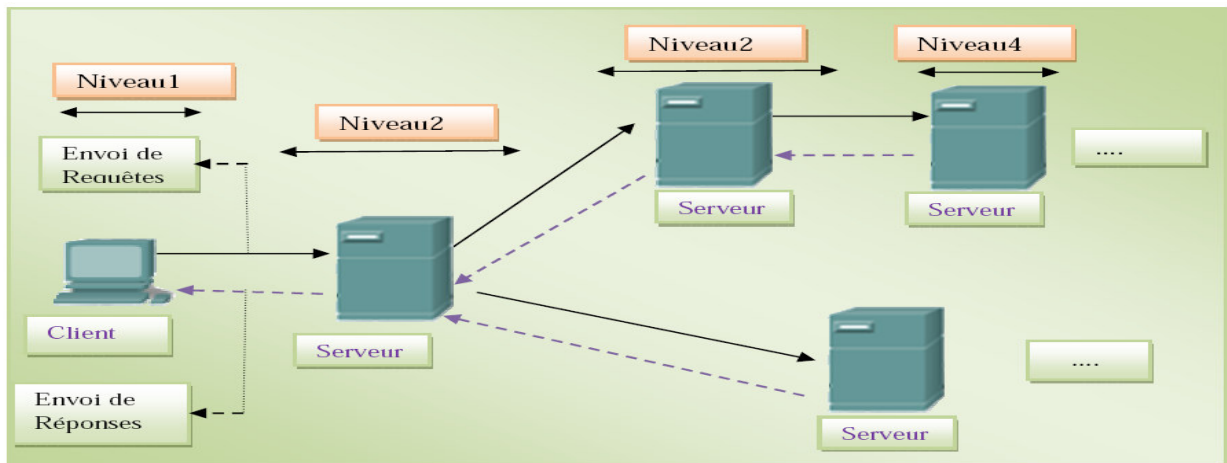 Niveau1
Niveau2
Niveau2
Niveau4
Envoi de
Requêtes
....
Serveur
Serveur
Client
Serveur
....
Envoi de
Réponses
Serveur